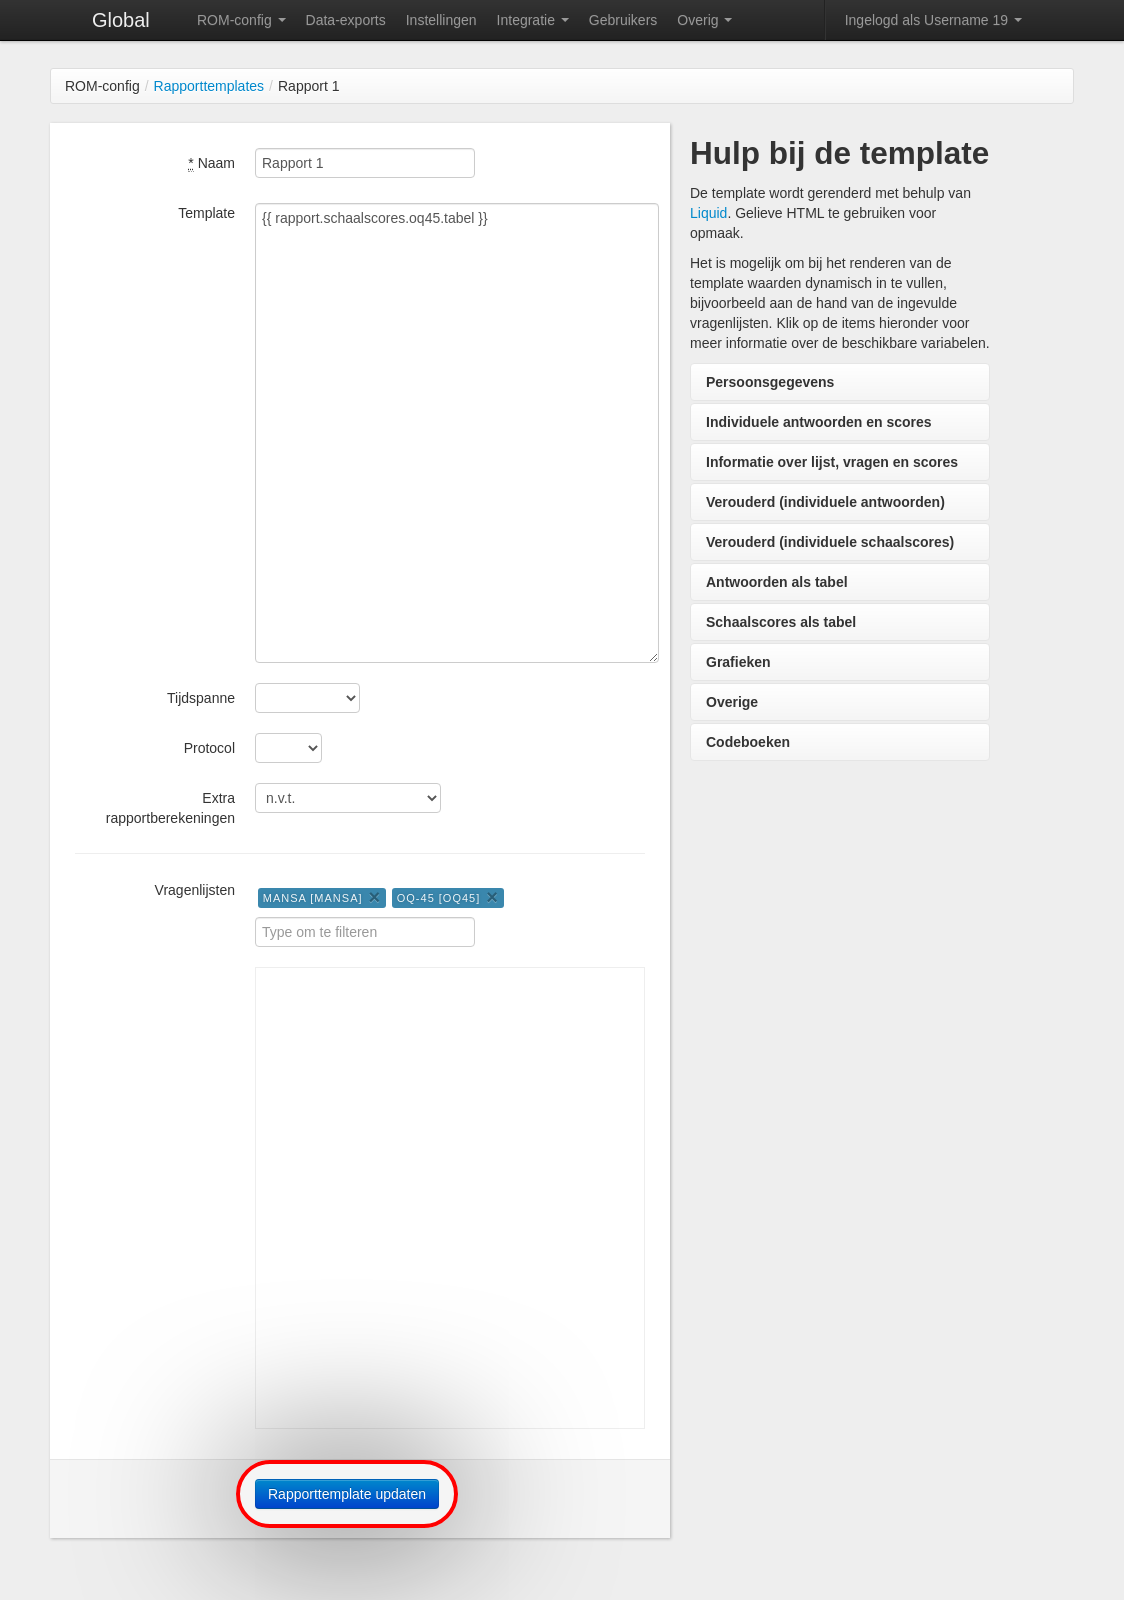 Global ROM-config Data-exports Instellingen Integratie Gebruikers Overig Ingelogd als Username 19
ROM-config / Rapporttemplates / Rapport 1
* Naam Rapport 1
Template {{ rapport.schaalscores.oq45.tabel }}
Tijdspanne
Protocol
Extra rapportberekeningen n.v.t.
Vragenlijsten MANSA [MANSA] ✕ OQ-45 [OQ45] ✕
Type om te filteren
Rapporttemplate updaten
Hulp bij de template
De template wordt gerenderd met behulp van
Liquid. Gelieve HTML te gebruiken voor
opmaak.
Het is mogelijk om bij het renderen van de
template waarden dynamisch in te vullen,
bijvoorbeeld aan de hand van de ingevulde
vragenlijsten. Klik op de items hieronder voor
meer informatie over de beschikbare variabelen.
Persoonsgegevens
Individuele antwoorden en scores
Informatie over lijst, vragen en scores
Verouderd (individuele antwoorden)
Verouderd (individuele schaalscores)
Antwoorden als tabel
Schaalscores als tabel
Grafieken
Overige
Codeboeken